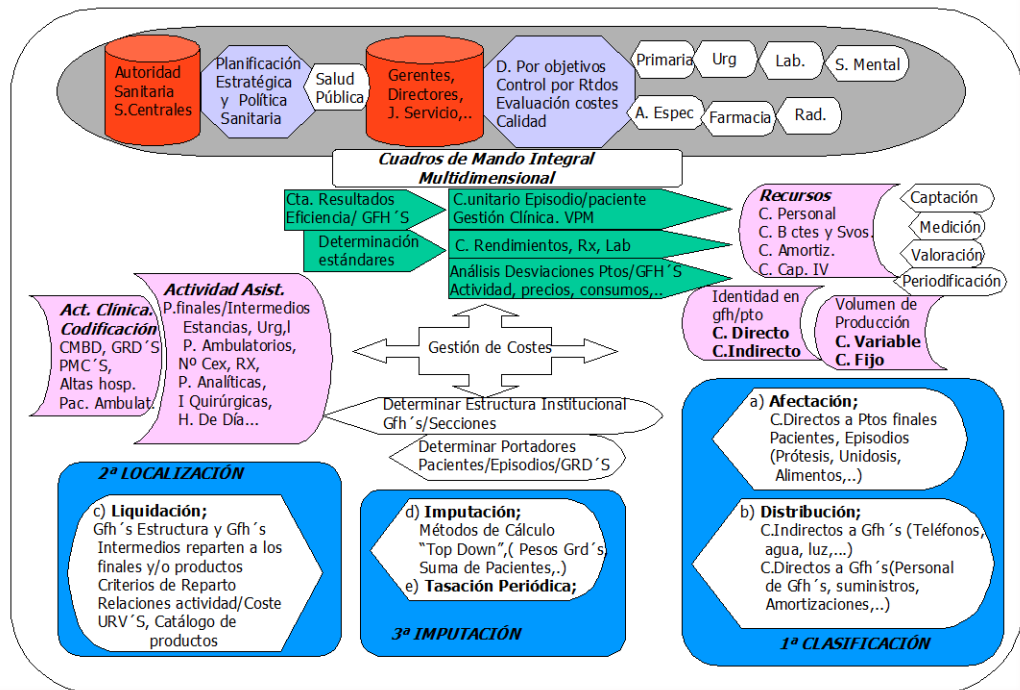 Autoridad
Sanitaria
S.Centrales
Planificación
Estratégica
y Política
Sanitaria
Salud
Pública
Gerentes,
Directores,
J. Servicio,..
D. Por objetivos
Control por Rtdos
Evaluación costes
Calidad
Primaria
Urg
Lab.
S. Mental
A. Espec
Farmacia
Rad.
Cuadros de Mando Integral
Multidimensional
Cta. Resultados
Eficiencia/ GFH´S
Determinación
estándares
C.unitario Episodio/paciente
Gestión Clínica. VPM
C. Rendimientos, Rx, Lab
Análisis Desviaciones Ptos/GFH´S
Actividad, precios, consumos,..
Recursos
C. Personal
C. B ctes y Svos.
C. Amortiz.
C. Cap. IV
Captación
Medición
Valoración
Periodificación
Identidad en
gfh/pto
C. Directo
C.Indirecto
Volumen de
Producción
C. Variable
C. Fijo
Act. Clínica.
Codificación
CMBD, GRD´S
PMC´S,
Altas hosp.
Pac. Ambulat.
Actividad Asist.
P.finales/Intermedios
Estancias, Urg,l
P. Ambulatorios,
Nº Cex, RX,
P. Analíticas,
I Quirúrgicas,
H. De Día...
Gestión de Costes
Determinar Estructura Institucional
Gfh´s/Secciones
Determinar Portadores
Pacientes/Episodios/GRD´S
2ª LOCALIZACIÓN
c) Liquidación;
Gfh´s Estructura y Gfh´s
Intermedios reparten a los
finales y/o productos
Criterios de Reparto
Relaciones actividad/Coste
URV´S, Catálogo de
productos
d) Imputación;
Métodos de Cálculo
“Top Down”,( Pesos Grd´s,
Suma de Pacientes,.)
e) Tasación Periódica;
3ª IMPUTACIÓN
a) Afectación;
C.Directos a Ptos finales
Pacientes, Episodios
(Prótesis, Unidosis,
Alimentos,..)
b) Distribución;
C.Indirectos a Gfh´s (Teléfonos,
agua, luz,...)
C.Directos a Gfh´s(Personal
de Gfh´s, suministros,
Amortizaciones,..)
1ª CLASIFICACIÓN